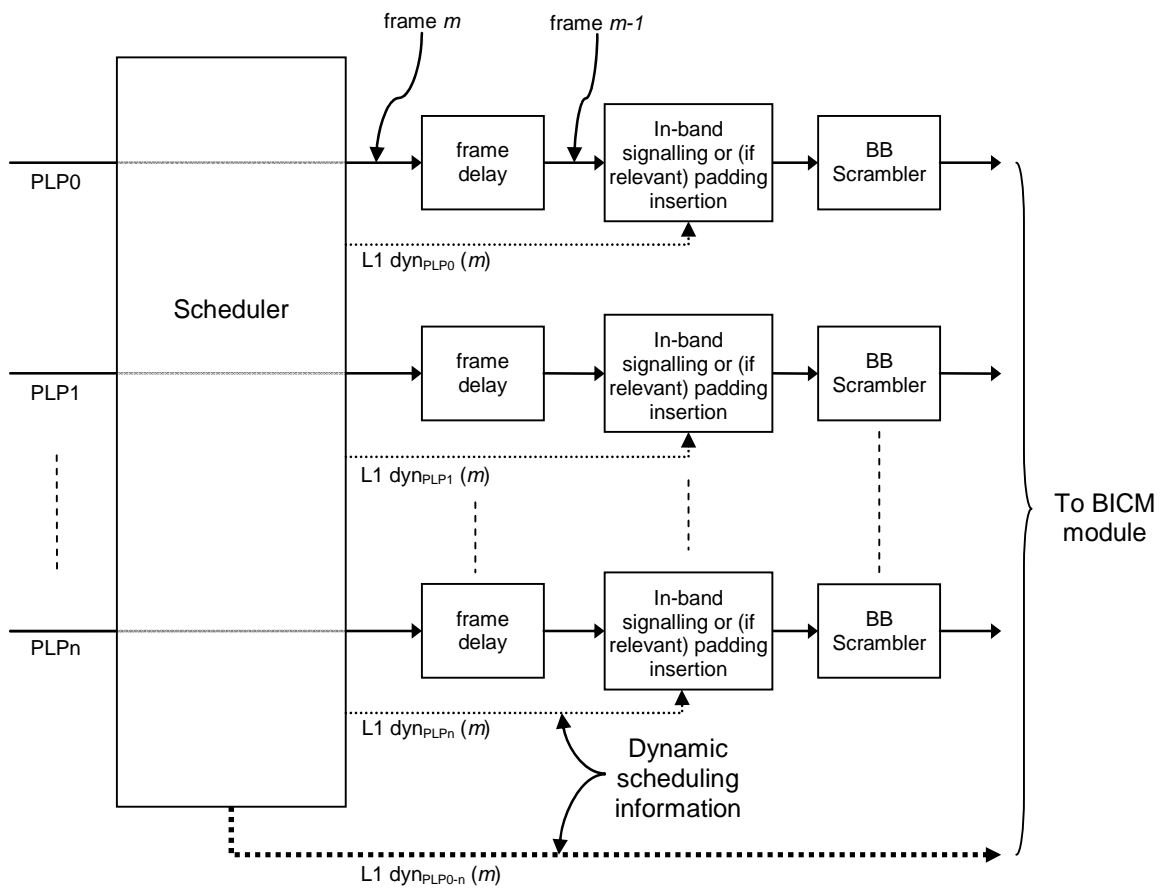 frame m
frame m-1
frame
delay
In-band
signalling or (if
relevant) padding
insertion
BB
Scrambler
PLP0
L1 dynPLP0 (m)
Scheduler
frame
delay
In-band
signalling or (if
relevant) padding
insertion
BB
Scrambler
PLP1
L1 dynPLP1 (m)
To BICM
module
frame
delay
In-band
signalling or (if
relevant) padding
insertion
BB
Scrambler
PLPn
L1 dynPLPn (m)
Dynamic
scheduling
information
L1 dynPLP0-n (m)